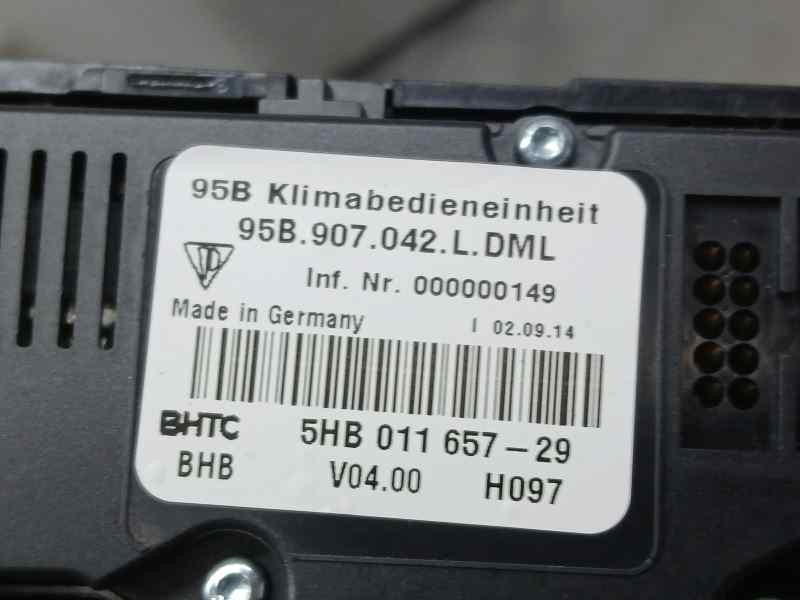 95B Klimabedieneinheit
95B.907.042.L.DML
Inf. Nr. 000000149
Made in Germany I 02.09.14
BHTC 5HB 011 657-29
BHB V04.00 H097